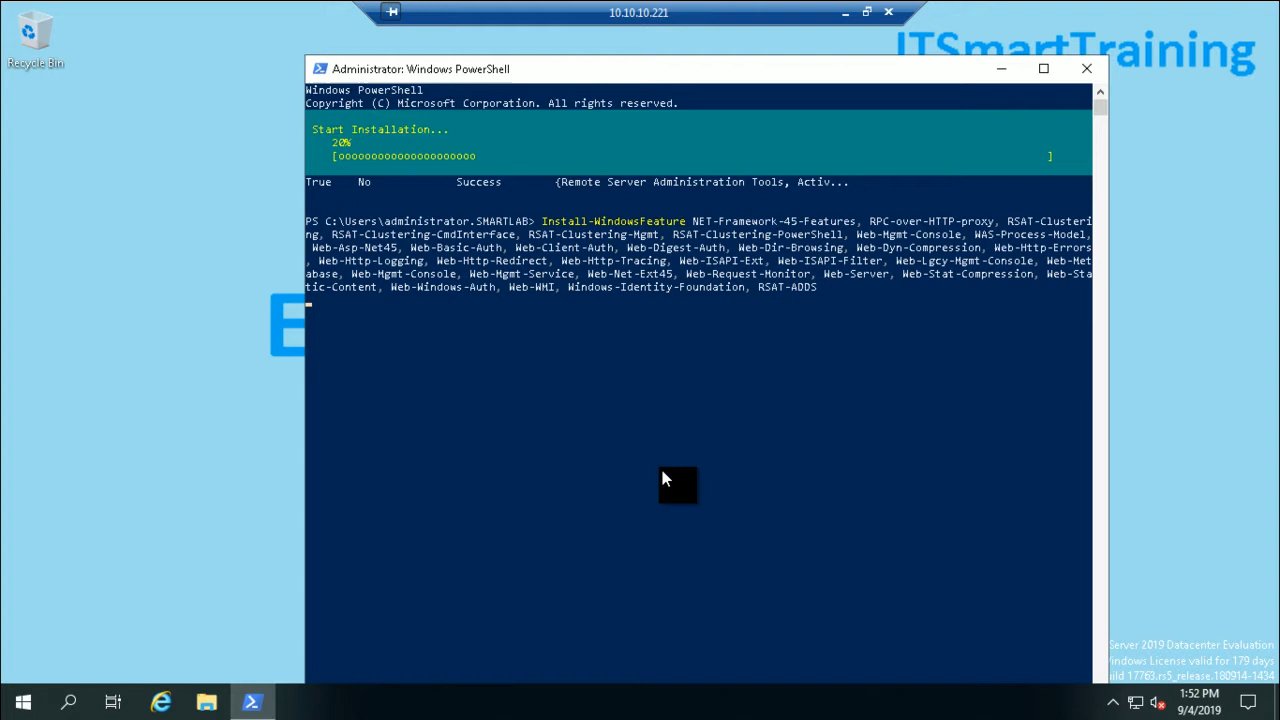 10.10.10.221
Recycle Bin
ITSmartTraining
Administrator: Windows PowerShell
Windows PowerShell
Copyright (C) Microsoft Corporation. All rights reserved.
Start Installation...
20%
[oooooooooooooooooooooo ]
True No Success {Remote Server Administration Tools, Activ...
PS C:\Users\administrator.SMARTLAB> Install-WindowsFeature NET-Framework-45-Features, RPC-over-HTTP-proxy, RSAT-Clusteri
ng, RSAT-Clustering-CmdInterface, RSAT-Clustering-Mgmt, RSAT-Clustering-PowerShell, Web-Mgmt-Console, WAS-Process-Model,
Web-Asp-Net45, Web-Basic-Auth, Web-Client-Auth, Web-Digest-Auth, Web-Dir-Browsing, Web-Dyn-Compression, Web-Http-Errors
, Web-Http-Logging, Web-Http-Redirect, Web-Http-Tracing, Web-ISAPI-Ext, Web-ISAPI-Filter, Web-Lgcy-Mgmt-Console, Web-Met
abase, Web-Mgmt-Console, Web-Mgmt-Service, Web-Net-Ext45, Web-Request-Monitor, Web-Server, Web-Stat-Compression, Web-Sta
tic-Content, Web-Windows-Auth, Web-WMI, Windows-Identity-Foundation, RSAT-ADDS
E
Server 2019 Datacenter Evaluation
indows License valid for 179 days
uild 17763.rs5_release.180914-1434
1:52 PM
9/4/2019